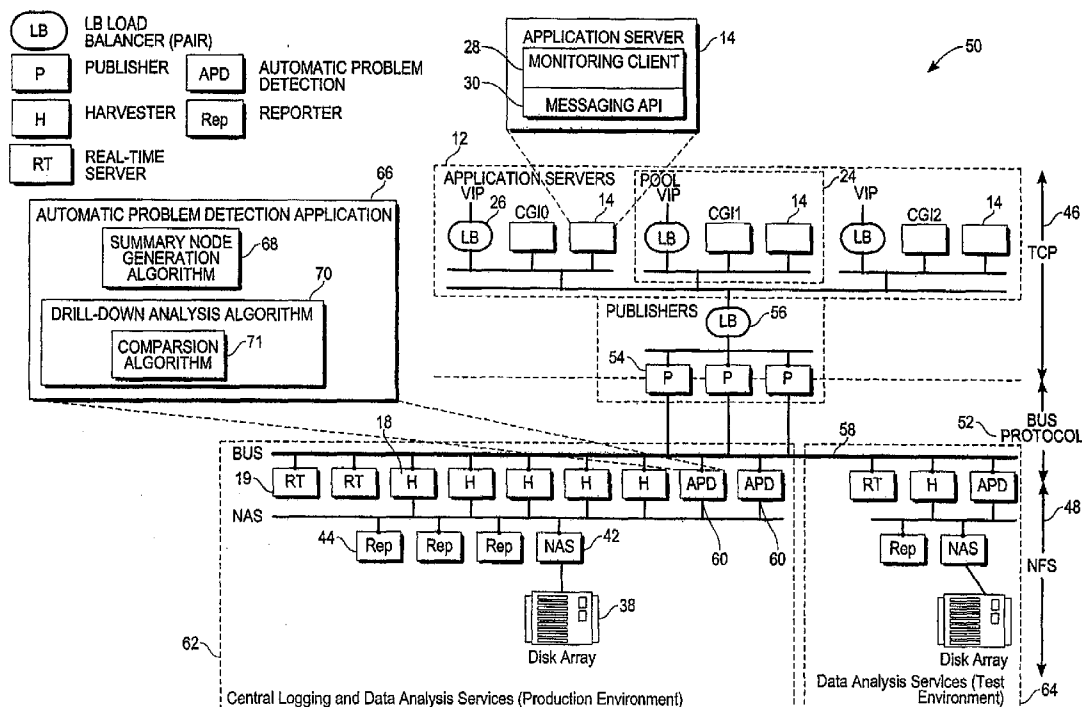 LB
LB LOAD
BALANCER (PAIR)
P
PUBLISHER
APD
AUTOMATIC PROBLEM
DETECTION
H
HARVESTER
Rep
REPORTER
RT
REAL-TIME
SERVER
APPLICATION SERVER
14
28
MONITORING CLIENT
30
MESSAGING API
50
66
AUTOMATIC PROBLEM DETECTION APPLICATION
SUMMARY NODE
GENERATION
ALGORITHM
68
70
DRILL-DOWN ANALYSIS ALGORITHM
COMPARSION
ALGORITHM
71
12
APPLICATION SERVERS
POOL
24
46
TCP
VIP
26
CGI0
14
LB
VIP
CGI1
14
LB
VIP
CGI2
14
LB
PUBLISHERS
LB
56
54
P
P
P
52
BUS
PROTOCOL
58
18
BUS
19
RT
RT
H
H
H
H
H
APD
APD
RT
H
APD
48
NAS
44
Rep
Rep
Rep
NAS
42
60
60
Rep
NAS
NFS
38
Disk Array
Disk Array
62
Central Logging and Data Analysis Services (Production Environment)
Data Analysis Services (Test
Environment)
64